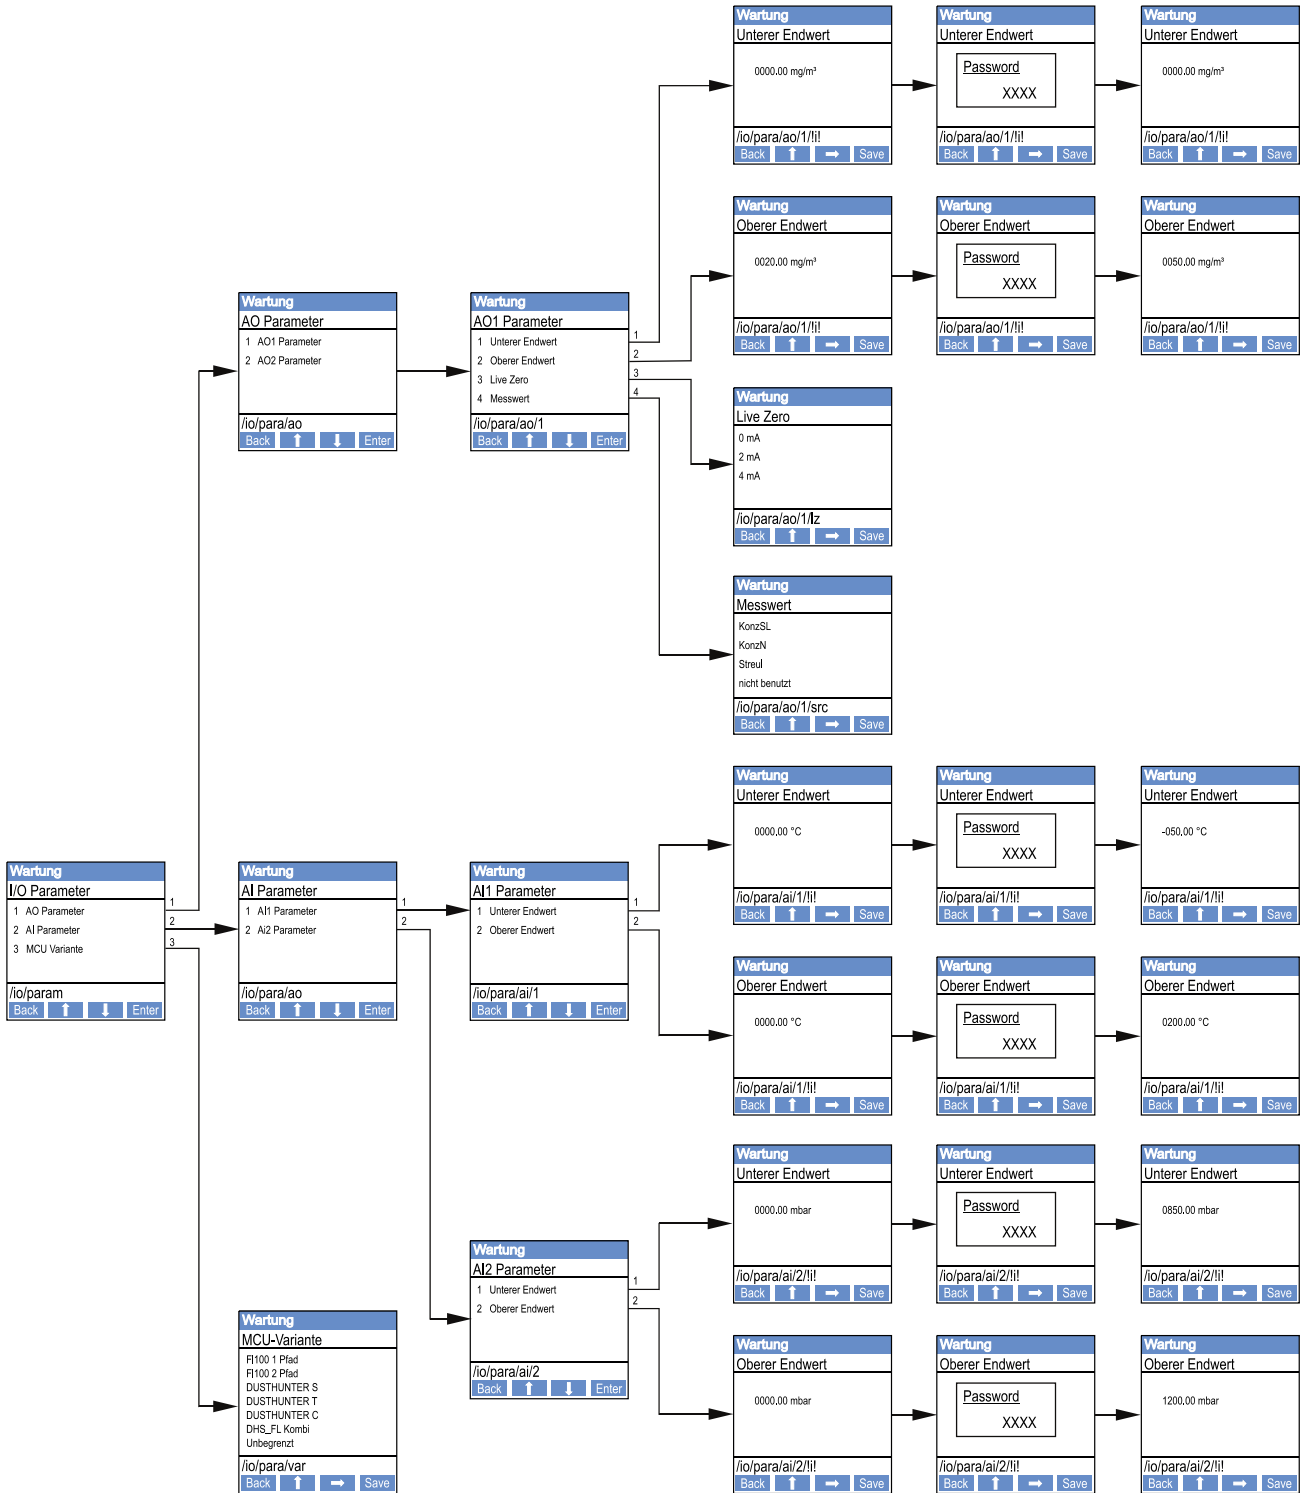 Wartung
Unterer Endwert
0000.00 mg/m³
/io/para/ao/1/!i!
Back
Save
Wartung
Unterer Endwert
Password
XXXX
/io/para/ao/1/!i!
Back
Save
Wartung
Unterer Endwert
0000.00 mg/m³
/io/para/ao/1/!i!
Back
Save
Wartung
Oberer Endwert
0020.00 mg/m³
/io/para/ao/1/!i!
Back
Save
Wartung
Oberer Endwert
Password
XXXX
/io/para/ao/1/!i!
Back
Save
Wartung
Oberer Endwert
0050.00 mg/m³
/io/para/ao/1/!i!
Back
Save
Wartung
AO Parameter
1 AO1 Parameter
2 AO2 Parameter
/io/para/ao
Back
Enter
Wartung
AO1 Parameter
1 Unterer Endwert
2 Oberer Endwert
3 Live Zero
4 Messwert
/io/para/ao/1
Back
Enter
1
2
3
4
Wartung
Live Zero
0 mA
2 mA
4 mA
/io/para/ao/1/lz
Back
Save
Wartung
Messwert
KonzSL
KonzN
StreuI
nicht benutzt
/io/para/ao/1/src
Back
Save
Wartung
I/O Parameter
1 AO Parameter
2 AI Parameter
3 MCU Variante
/io/param
Back
Enter
1
2
3
Wartung
AI Parameter
1 AI1 Parameter
2 Ai2 Parameter
/io/para/ao
Back
Enter
1
2
Wartung
AI1 Parameter
1 Unterer Endwert
2 Oberer Endwert
/io/para/ai/1
Back
Enter
1
2
Wartung
Unterer Endwert
0000.00 °C
/io/para/ai/1/!i!
Back
Save
Wartung
Unterer Endwert
Password
XXXX
/io/para/ai/1/!i!
Back
Save
Wartung
Unterer Endwert
-050.00 °C
/io/para/ai/1/!i!
Back
Save
Wartung
Oberer Endwert
0000.00 °C
/io/para/ai/1/!i!
Back
Save
Wartung
Oberer Endwert
Password
XXXX
/io/para/ai/1/!i!
Back
Save
Wartung
Oberer Endwert
0200.00 °C
/io/para/ai/1/!i!
Back
Save
Wartung
AI2 Parameter
1 Unterer Endwert
2 Oberer Endwert
/io/para/ai/2
Back
Enter
1
2
Wartung
Unterer Endwert
0000.00 mbar
/io/para/ai/2/!i!
Back
Save
Wartung
Unterer Endwert
Password
XXXX
/io/para/ai/2/!i!
Back
Save
Wartung
Unterer Endwert
0850.00 mbar
/io/para/ai/2/!i!
Back
Save
Wartung
MCU-Variante
Fl100 1 Pfad
Fl100 2 Pfad
DUSTHUNTER S
DUSTHUNTER T
DUSTHUNTER C
DHS_FL Kombi
Unbegrenzt
/io/para/var
Back
Save
Wartung
Oberer Endwert
0000.00 mbar
/io/para/ai/2/!i!
Back
Save
Wartung
Oberer Endwert
Password
XXXX
/io/para/ai/2/!i!
Back
Save
Wartung
Oberer Endwert
1200.00 mbar
/io/para/ai/2/!i!
Back
Save